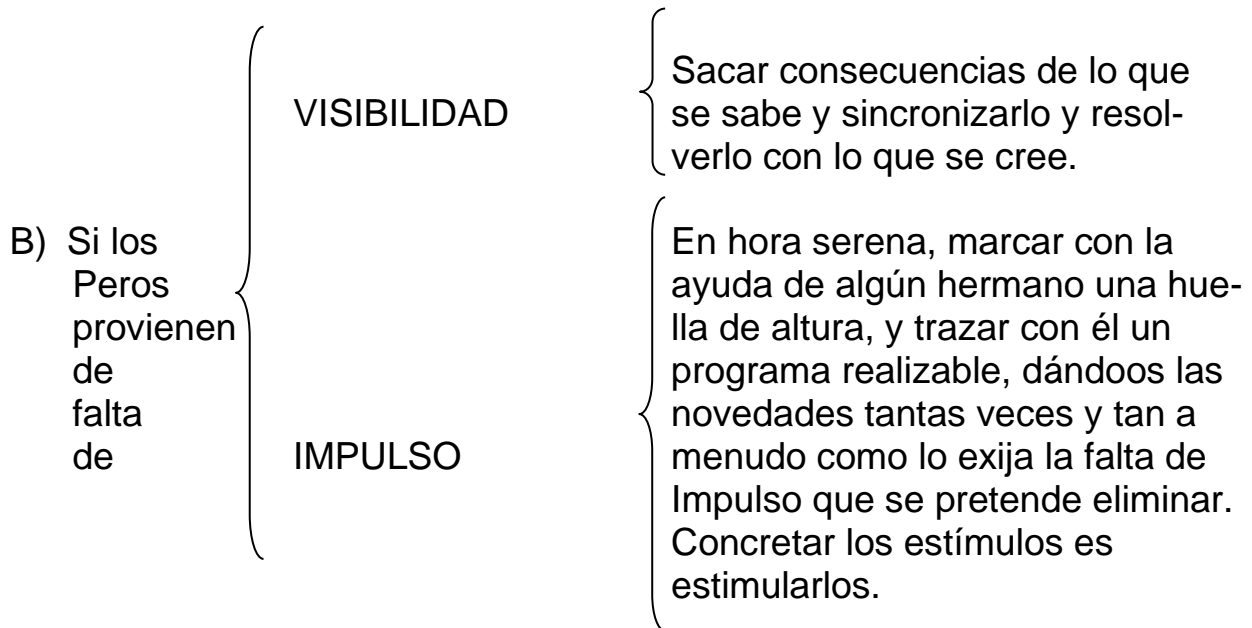 B) Si los
Peros
provienen
de
falta
de
VISIBILIDAD
Sacar consecuencias de lo que
se sabe y sincronizarlo y resol-
verlo con lo que se cree.
IMPULSO
En hora serena, marcar con la
ayuda de algún hermano una hue-
lla de altura, y trazar con él un
programa realizable, dándoos las
novedades tantas veces y tan a
menudo como lo exija la falta de
Impulso que se pretende eliminar.
Concretar los estímulos es
estimularlos.